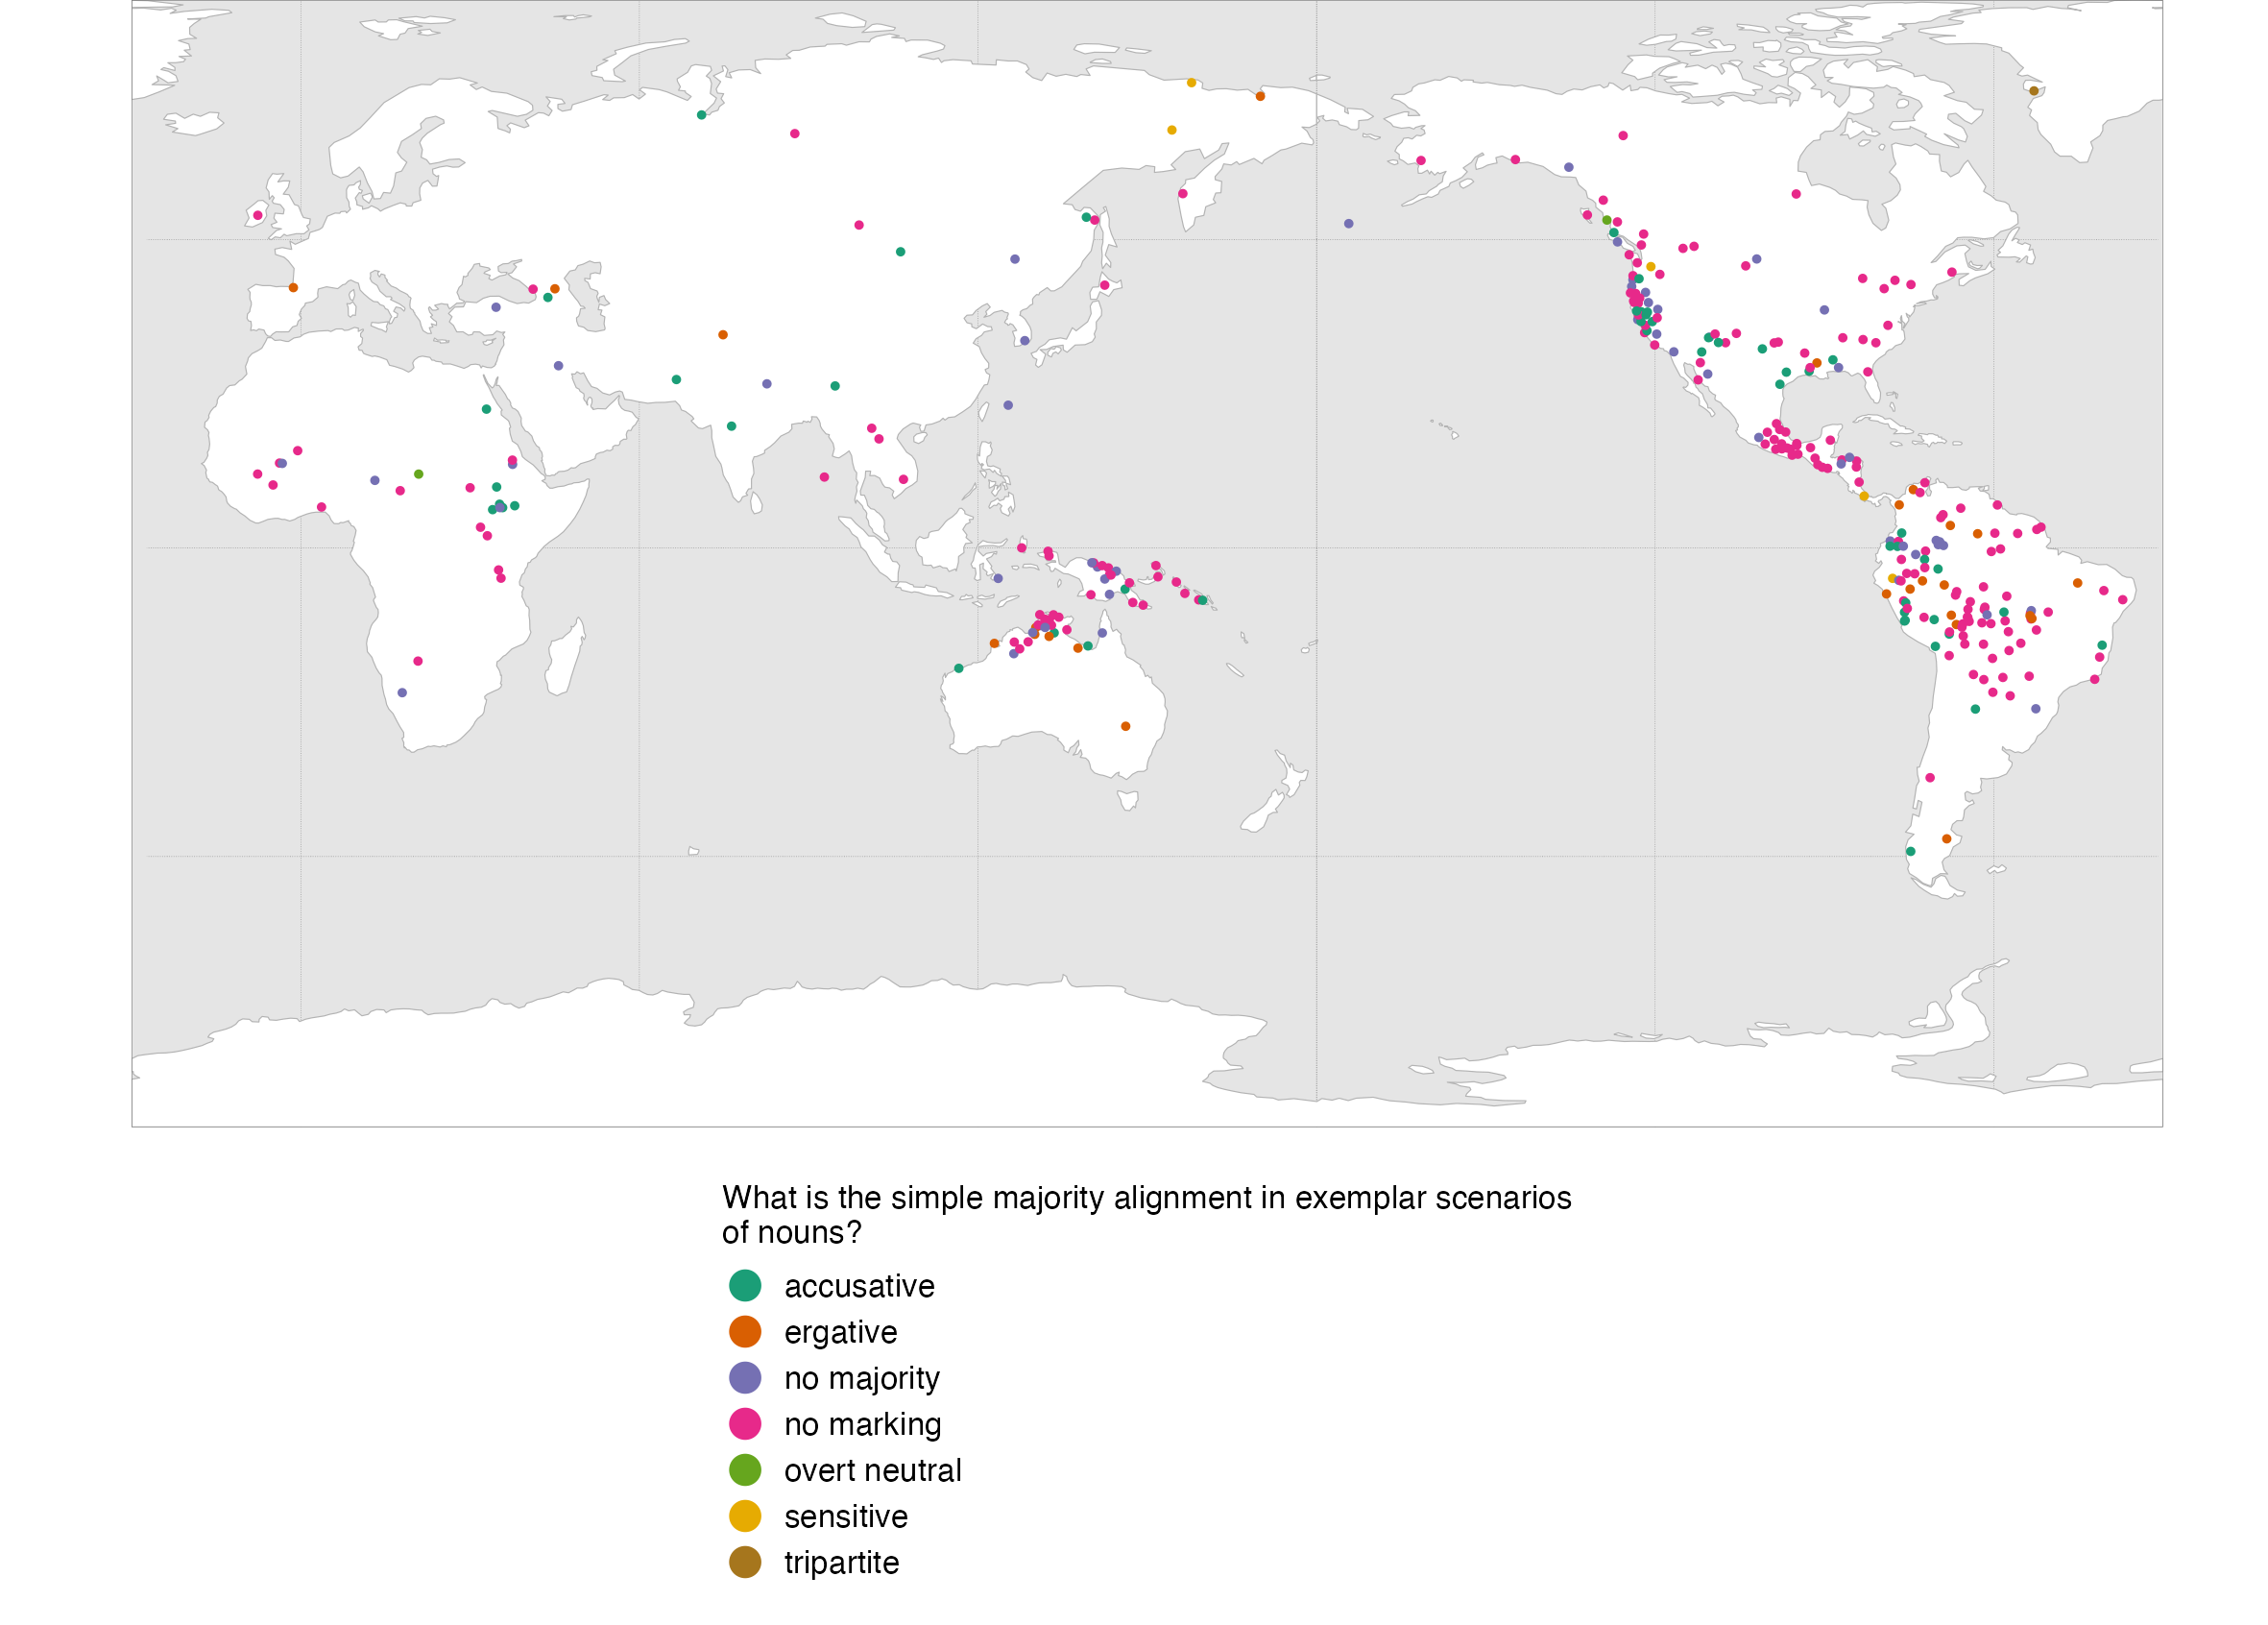 What is the simple majority alignment in exemplar scenarios
of nouns?
accusative
ergative
no majority
no marking
overt neutral
sensitive
tripartite